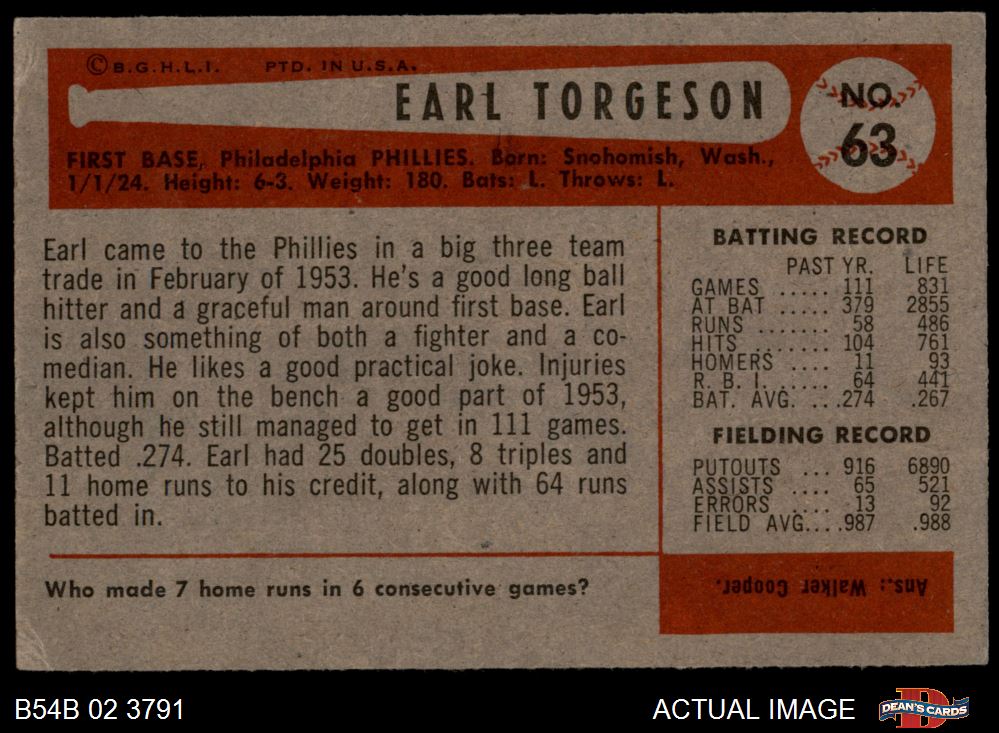 © B.G.H.L.I. PTD. IN U.S.A.
EARL TORGESON
NO.
63
FIRST BASE, Philadelphia PHILLIES. Born: Snohomish, Wash.,
1/1/24. Height: 6-3. Weight: 180. Bats: L. Throws: L.
Earl came to the Phillies in a big three team
trade in February of 1953. He's a good long ball
hitter and a graceful man around first base. Earl
is also something of both a fighter and a co-
median. He likes a good practical joke. Injuries
kept him on the bench a good part of 1953,
although he still managed to get in 111 games.
Batted .274. Earl had 25 doubles, 8 triples and
11 home runs to his credit, along with 64 runs
batted in.
Who made 7 home runs in 6 consecutive games?
BATTING RECORD
PAST YR. LIFE
GAMES ..... 111 831
AT BAT ..... 379 2855
RUNS ....... 58 486
HITS ........ 104 761
HOMERS .... 11 93
R. B. I. ...... 64 441
BAT. AVG. ... .274 .267
FIELDING RECORD
PUTOUTS ... 916 6890
ASSISTS .... 65 521
ERRORS .... 13 92
FIELD AVG.... .987 .988
Ans.: Walker Cooper.
B54B 02 3791
ACTUAL IMAGE
D
DEAN'S CARDS